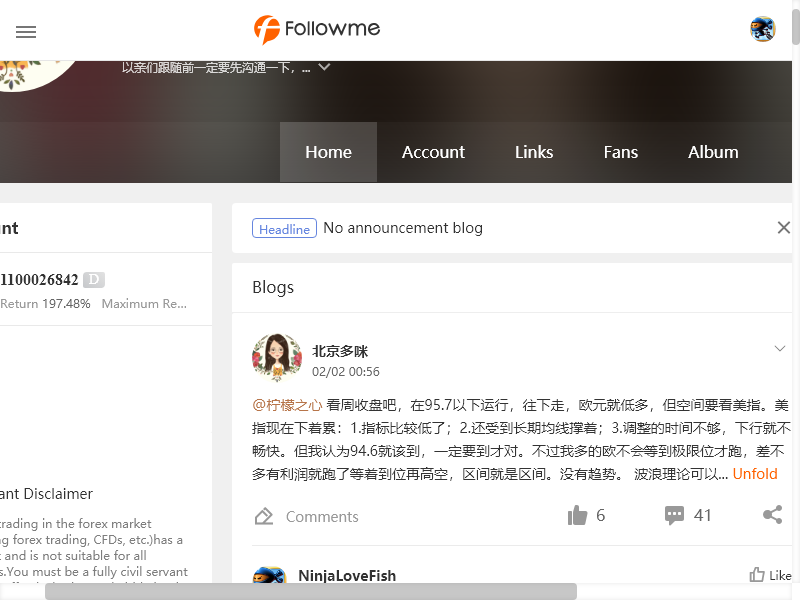 Followme
以亲们跟随前一定要先沟通一下，...
Home Account Links Fans Album
nt
Headline No announcement blog
1100026842 D
Return 197.48% Maximum Re...
Blogs
北京多咪
02/02 00:56
@柠檬之心 看周收盘吧，在95.7以下运行，往下走，欧元就低多，但空间要看美指。美
指现在下着累：1.指标比较低了；2.还受到长期均线撑着；3.调整的时间不够，下行就不
畅快。但我认为94.6就该到，一定要到才对。不过我多的欧不会等到极限位才跑，差不
多有利润就跑了等着到位再高空，区间就是区间。没有趋势。 波浪理论可以... Unfold
Comments 6 41
ant Disclaimer
trading in the forex market
g forex trading, CFDs, etc.)has a
and is not suitable for all
s.You must be a fully civil servant
NinjaLoveFish
Like